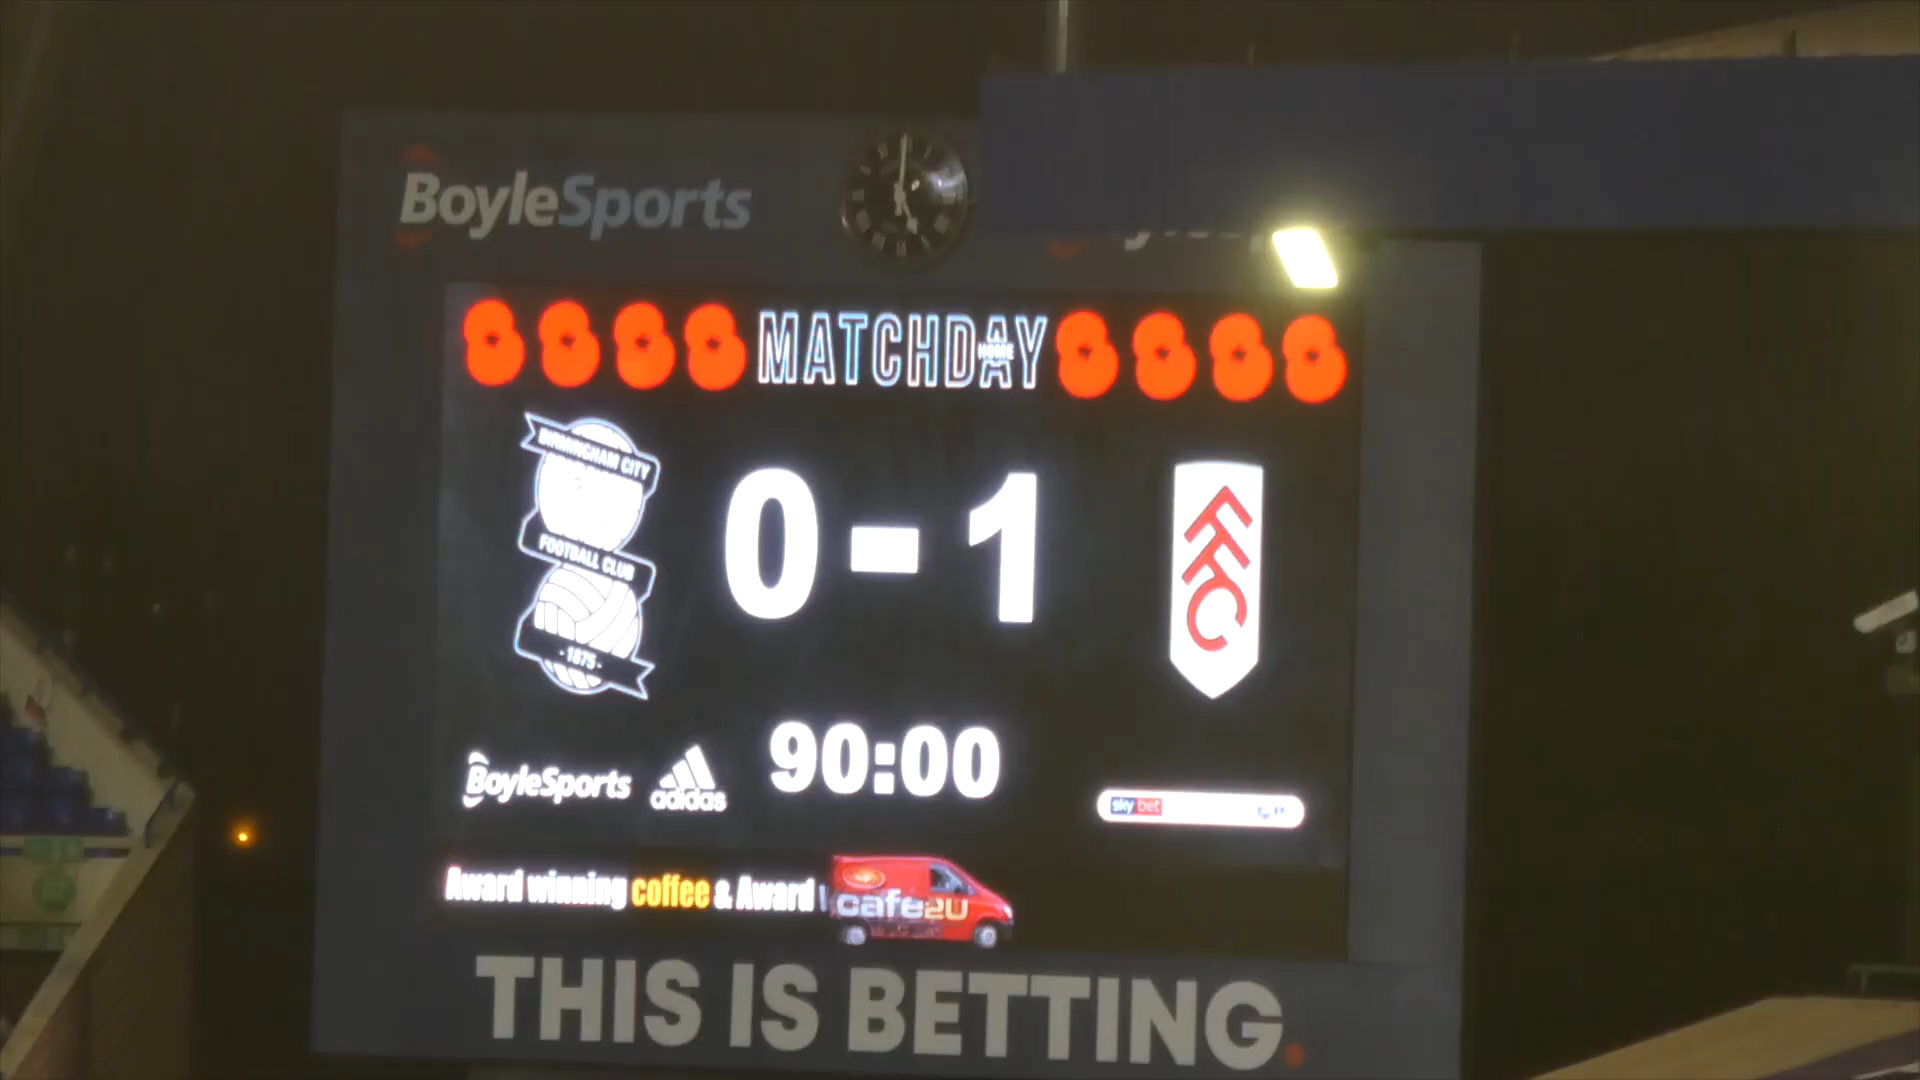 BoyleSports
MATCHDAY
HOME
BIRMINGHAM CITY
FOOTBALL CLUB
- 1875 -
0 - 1
FFC
90:00
BoyleSports
adidas
sky bet
Award winning coffee & Award
cafe2U
THIS IS BETTING.